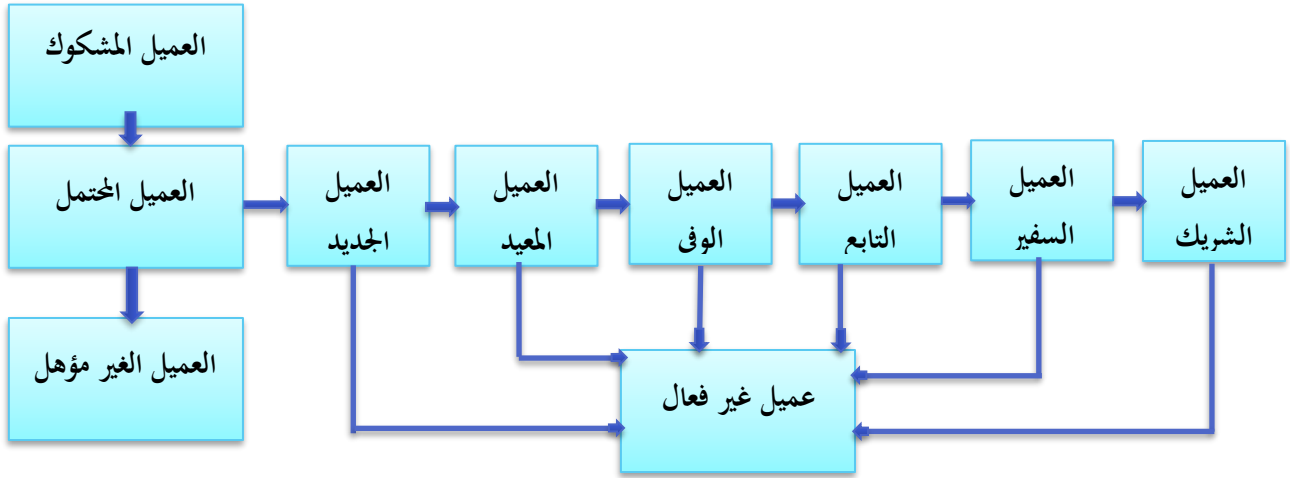 العميل المشكوك
العميل المحتمل
العميل
الجديد
العميل
المعيد
العميل
الوفى
العميل
التابع
العميل
السفير
العميل
الشريك
العميل الغير مؤهل
عميل غير فعال